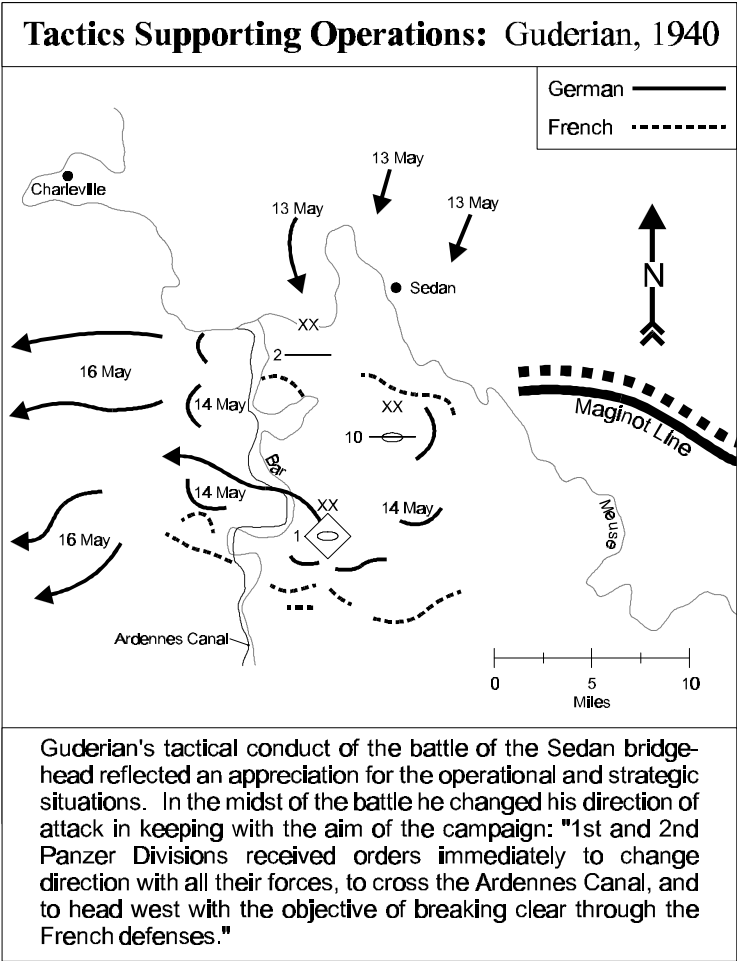 Tactics Supporting Operations: Guderian, 1940
German
French
13 May
Charleville
13 May
13 May
N
Sedan
XX
2
16 May
14 May
XX
10
Maginot Line
Bar
14 May
XX
14 May
1
16 May
Meuse
Ardennes Canal
0 5 10
Miles
Guderian's tactical conduct of the battle of the Sedan bridge-
head reflected an appreciation for the operational and strategic
situations. In the midst of the battle he changed his direction of
attack in keeping with the aim of the campaign: "1st and 2nd
Panzer Divisions received orders immediately to change
direction with all their forces, to cross the Ardennes Canal, and
to head west with the objective of breaking clear through the
French defenses."